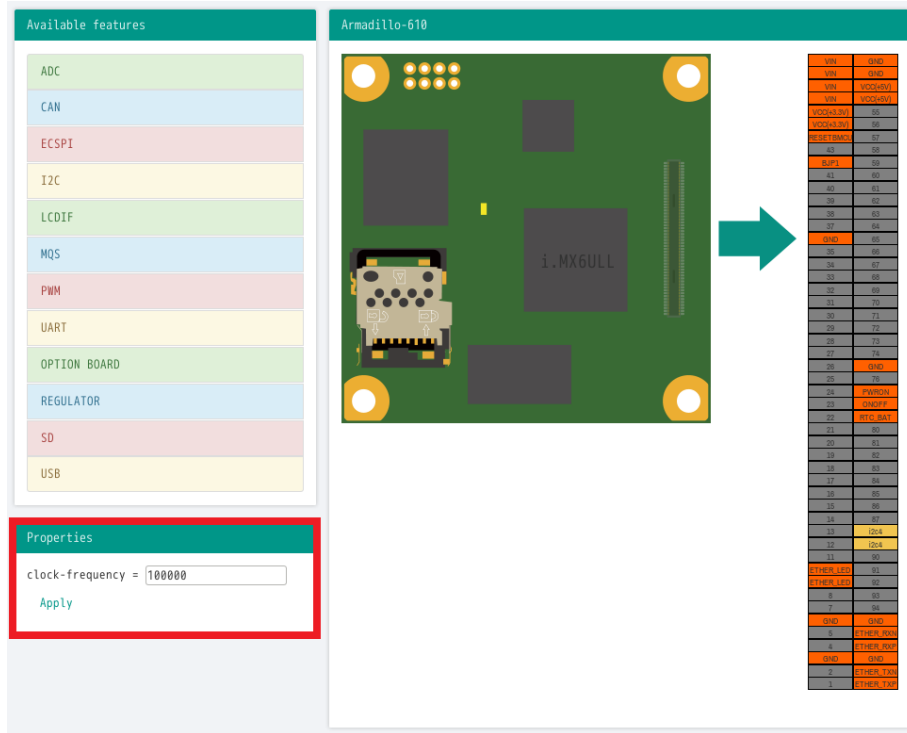 Available features
ADC
CAN
ECSPI
I2C
LCDIF
MQS
PWM
UART
OPTION BOARD
REGULATOR
SD
USB
Properties
clock-frequency = 100000
Apply
Armadillo-610
i.MX6ULL
VIN GND
VIN GND
VIN VCC(+5V)
VIN VCC(+5V)
VCC(+3.3V) 55
VCC(+3.3V) 56
57
43 58
BJP1 59
41 60
40 61
39 62
38 63
37 64
GND 65
35 66
34 67
33 68
32 69
31 70
30 71
29 72
28 73
27 74
26 GND
25 76
24 PWRON
23 ONOFF
22 RTC_BAT
21 80
20 81
19 82
18 83
17 84
16 85
15 86
14 87
13 i2c4
12 i2c4
11 90
ETHER_LED 91
ETHER_LED 92
8 93
7 94
GND GND
5 ETHER_RXN
4 ETHER_RXP
GND GND
2 ETHER_TXN
1 ETHER_TXP